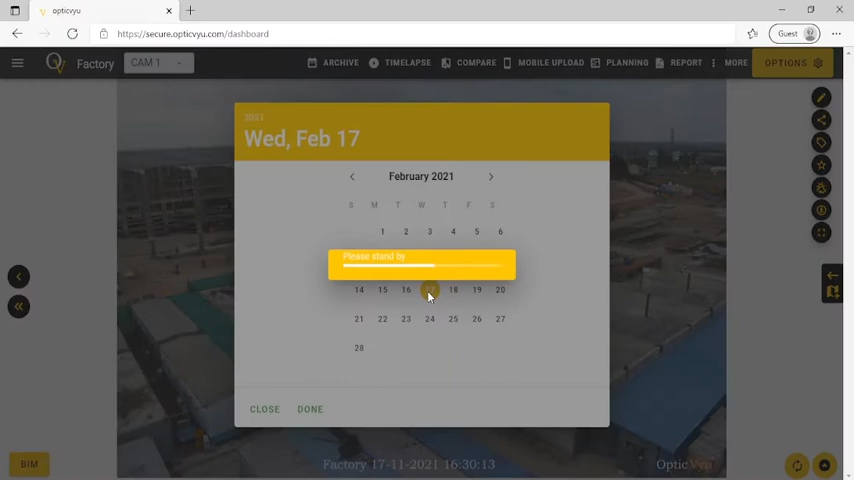 opticvyu
https://secure.opticvyu.com/dashboard
Guest
Factory
CAM 1
ARCHIVE
TIMELAPSE
COMPARE
MOBILE UPLOAD
PLANNING
REPORT
MORE
OPTIONS
2021
Wed, Feb 17
February 2021
S M T W T F S
1 2 3 4 5 6
Please stand by
14 15 16 17 18 19 20
21 22 23 24 25 26 27
28
CLOSE
DONE
BIM
Factory 17-11-2021 16:30:13
OpticVyu